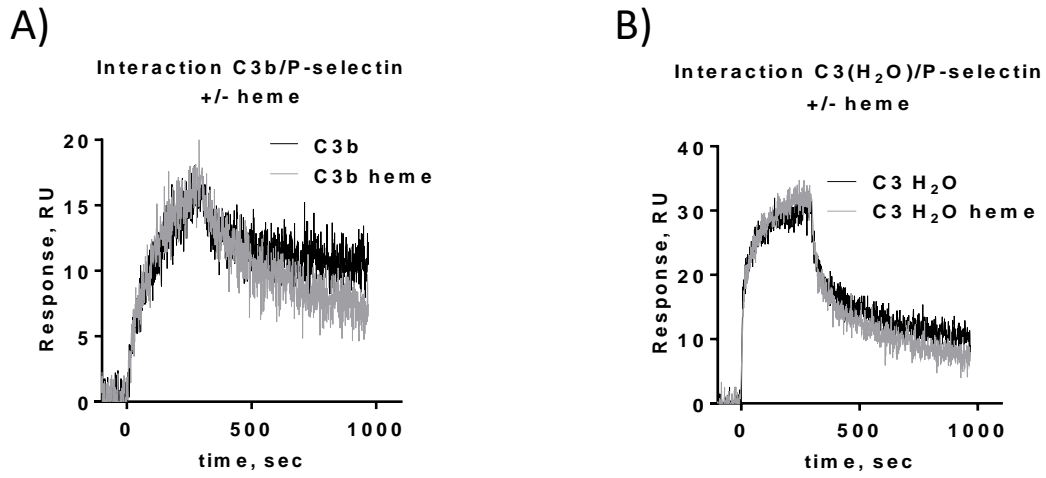 A)
Interaction C3b/P-selectin
+/- heme
20
15
10
5
0
Response, RU
C3b
C3b heme
0 500 1000
time, sec
B)
Interaction C3(H₂O)/P-selectin
+/- heme
40
30
20
10
0
Response, RU
C3 H₂O
C3 H₂O heme
0 500 1000
time, sec